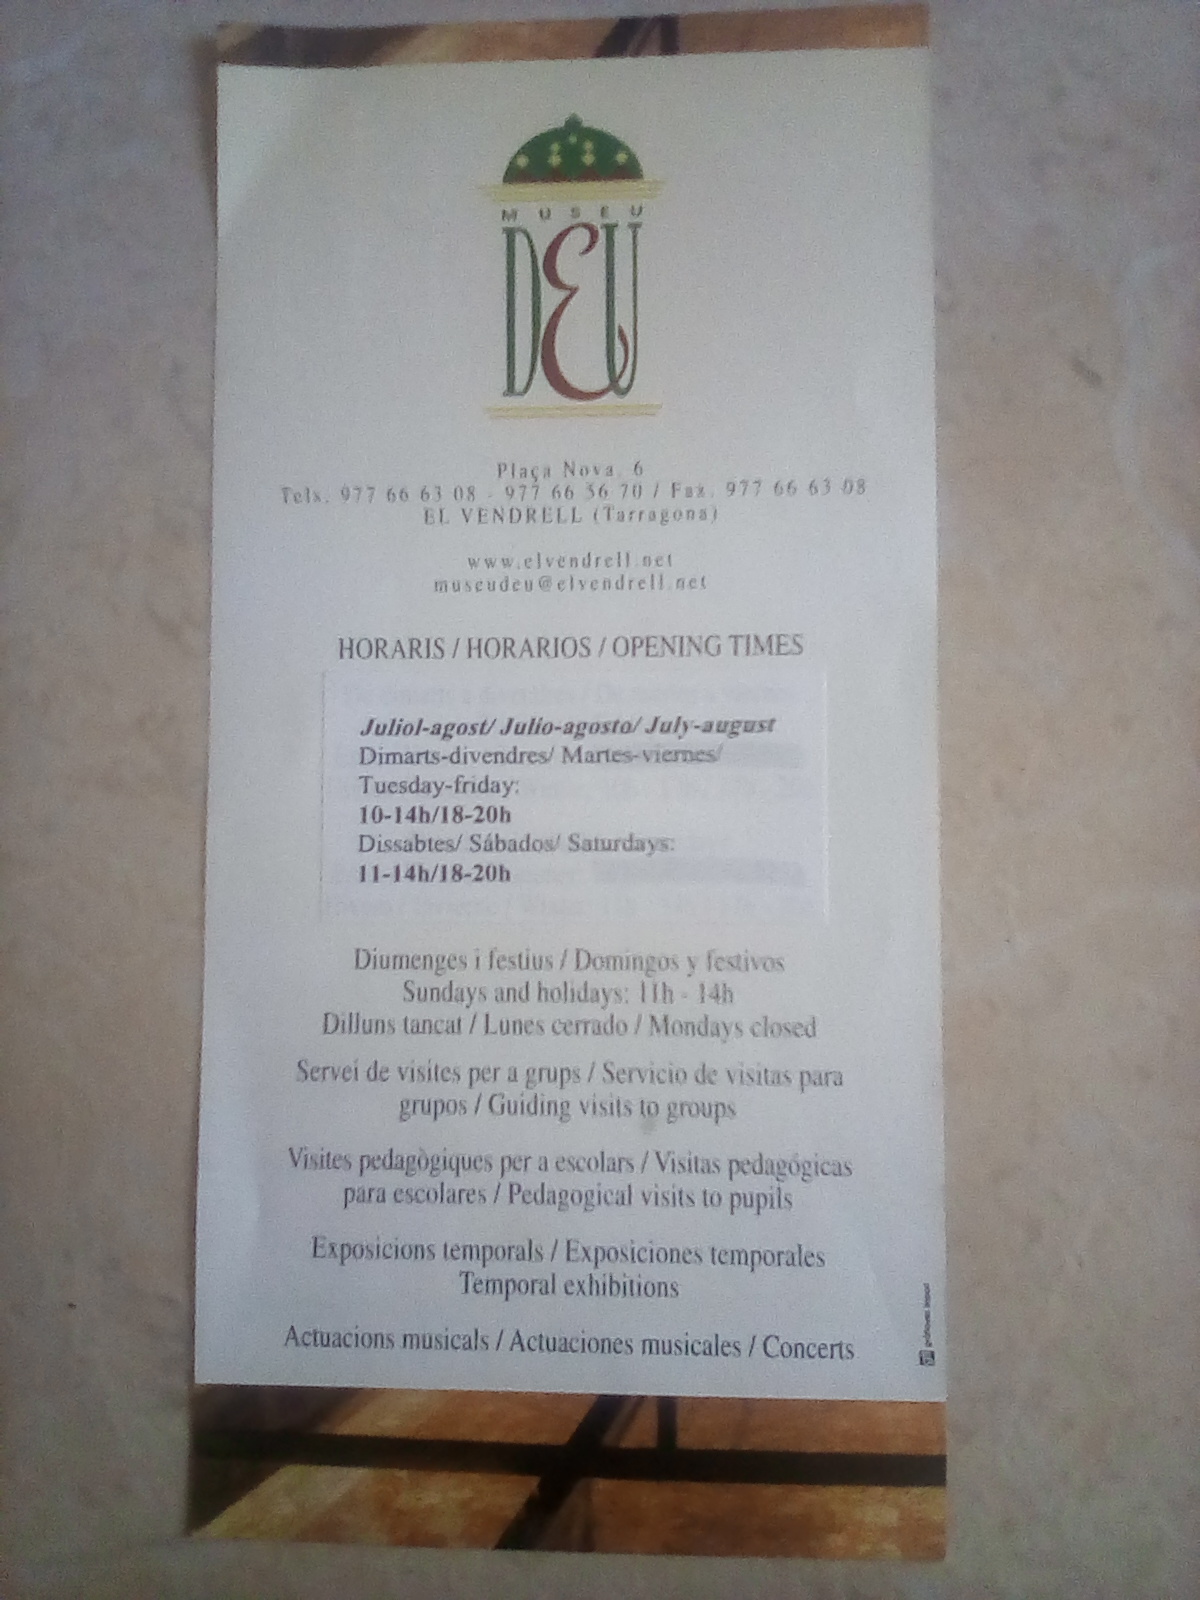 MUSEU
DEU
Plaça Nova, 6
Tels. 977 66 63 08 - 977 66 56 70 / Fax. 977 66 63 08
EL VENDRELL (Tarragona)
www.elvendrell.net
museudeu@elvendrell.net
HORARIS / HORARIOS / OPENING TIMES
Juliol-agost/ Julio-agosto/ July-august
Dimarts-divendres/ Martes-viernes/
Tuesday-friday:
10-14h/18-20h
Dissabtes/ Sábados/ Saturdays:
11-14h/18-20h
Diumenges i festius / Domingos y festivos
Sundays and holidays: 11h - 14h
Dilluns tancat / Lunes cerrado / Mondays closed
Servei de visites per a grups / Servicio de visitas para
grupos / Guiding visits to groups
Visites pedagògiques per a escolars / Visitas pedagógicas
para escolares / Pedagogical visits to pupils
Exposicions temporals / Exposiciones temporales
Temporal exhibitions
Actuacions musicals / Actuaciones musicales / Concerts